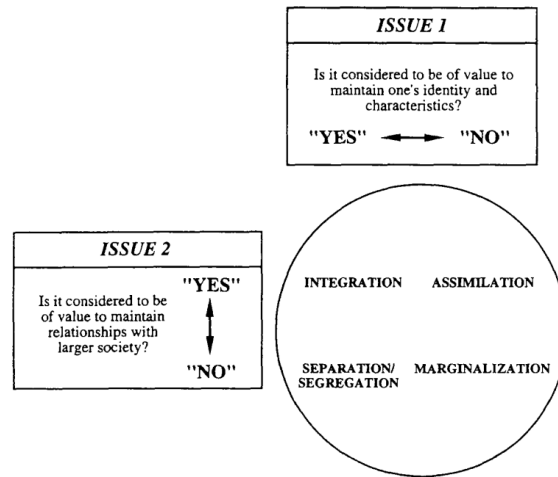 ISSUE 1
Is it considered to be of value to
maintain one's identity and
characteristics?
"YES" "NO"
ISSUE 2
"YES"
Is it considered to be
of value to maintain
relationships with
larger society?
"NO"
INTEGRATION ASSIMILATION
SEPARATION/
SEGREGATION
MARGINALIZATION